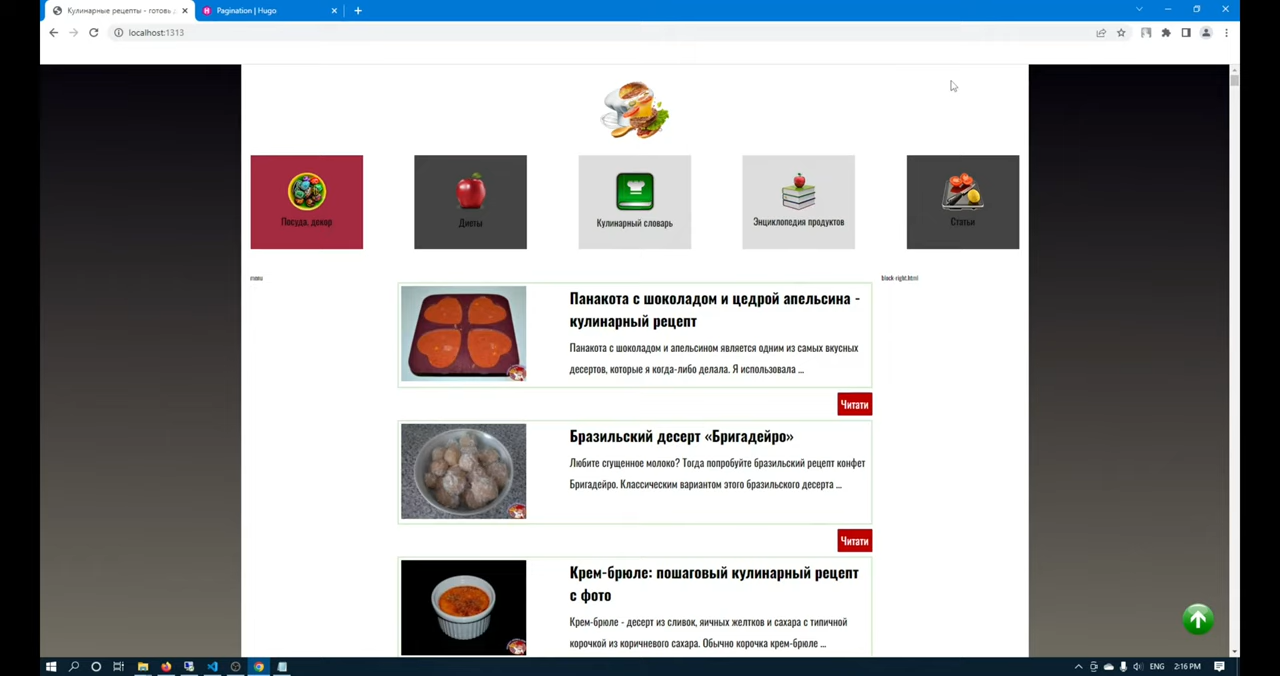 Кулинарные рецепты - готовь д
Pagination | Hugo
localhost:1313
Посуда, декор
Диеты
Кулинарный словарь
Энциклопедия продуктов
Статьи
menu
block-right.html
Панакота с шоколадом и цедрой апельсина -
кулинарный рецепт
Панакота с шоколадом и апельсином является одним из самых вкусных
десертов, которые я когда-либо делала. Я использовала ...
Читати
Бразильский десерт «Бригадейро»
Любите сгущенное молоко? Тогда попробуйте бразильский рецепт конфет
Бригадейро. Классическим вариантом этого бразильского десерта ...
Читати
Крем-брюле: пошаговый кулинарный рецепт
с фото
Крем-брюле - десерт из сливок, яичных желтков и сахара с типичной
корочкой из коричневого сахара. Обычно корочка крем-брюле ...
ENG
2:16 PM